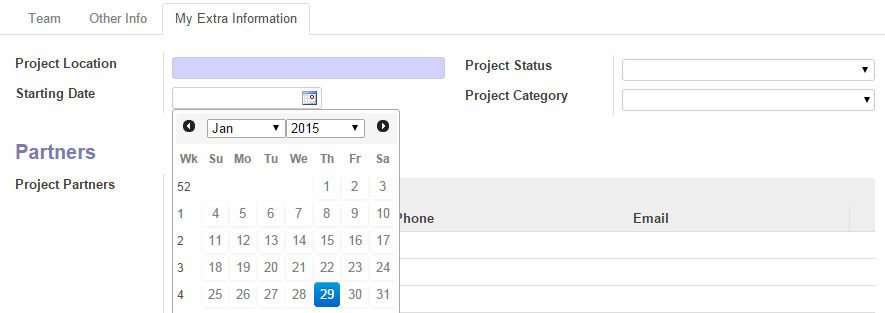 Team Other Info My Extra Information
Project Location
Project Status
Starting Date
Project Category
Jan 2015
Wk Su Mo Tu We Th Fr Sa
52 1 2 3
1 4 5 6 7 8 9 10
2 11 12 13 14 15 16 17
3 18 19 20 21 22 23 24
4 25 26 27 28 29 30 31
Partners
Project Partners
Phone Email